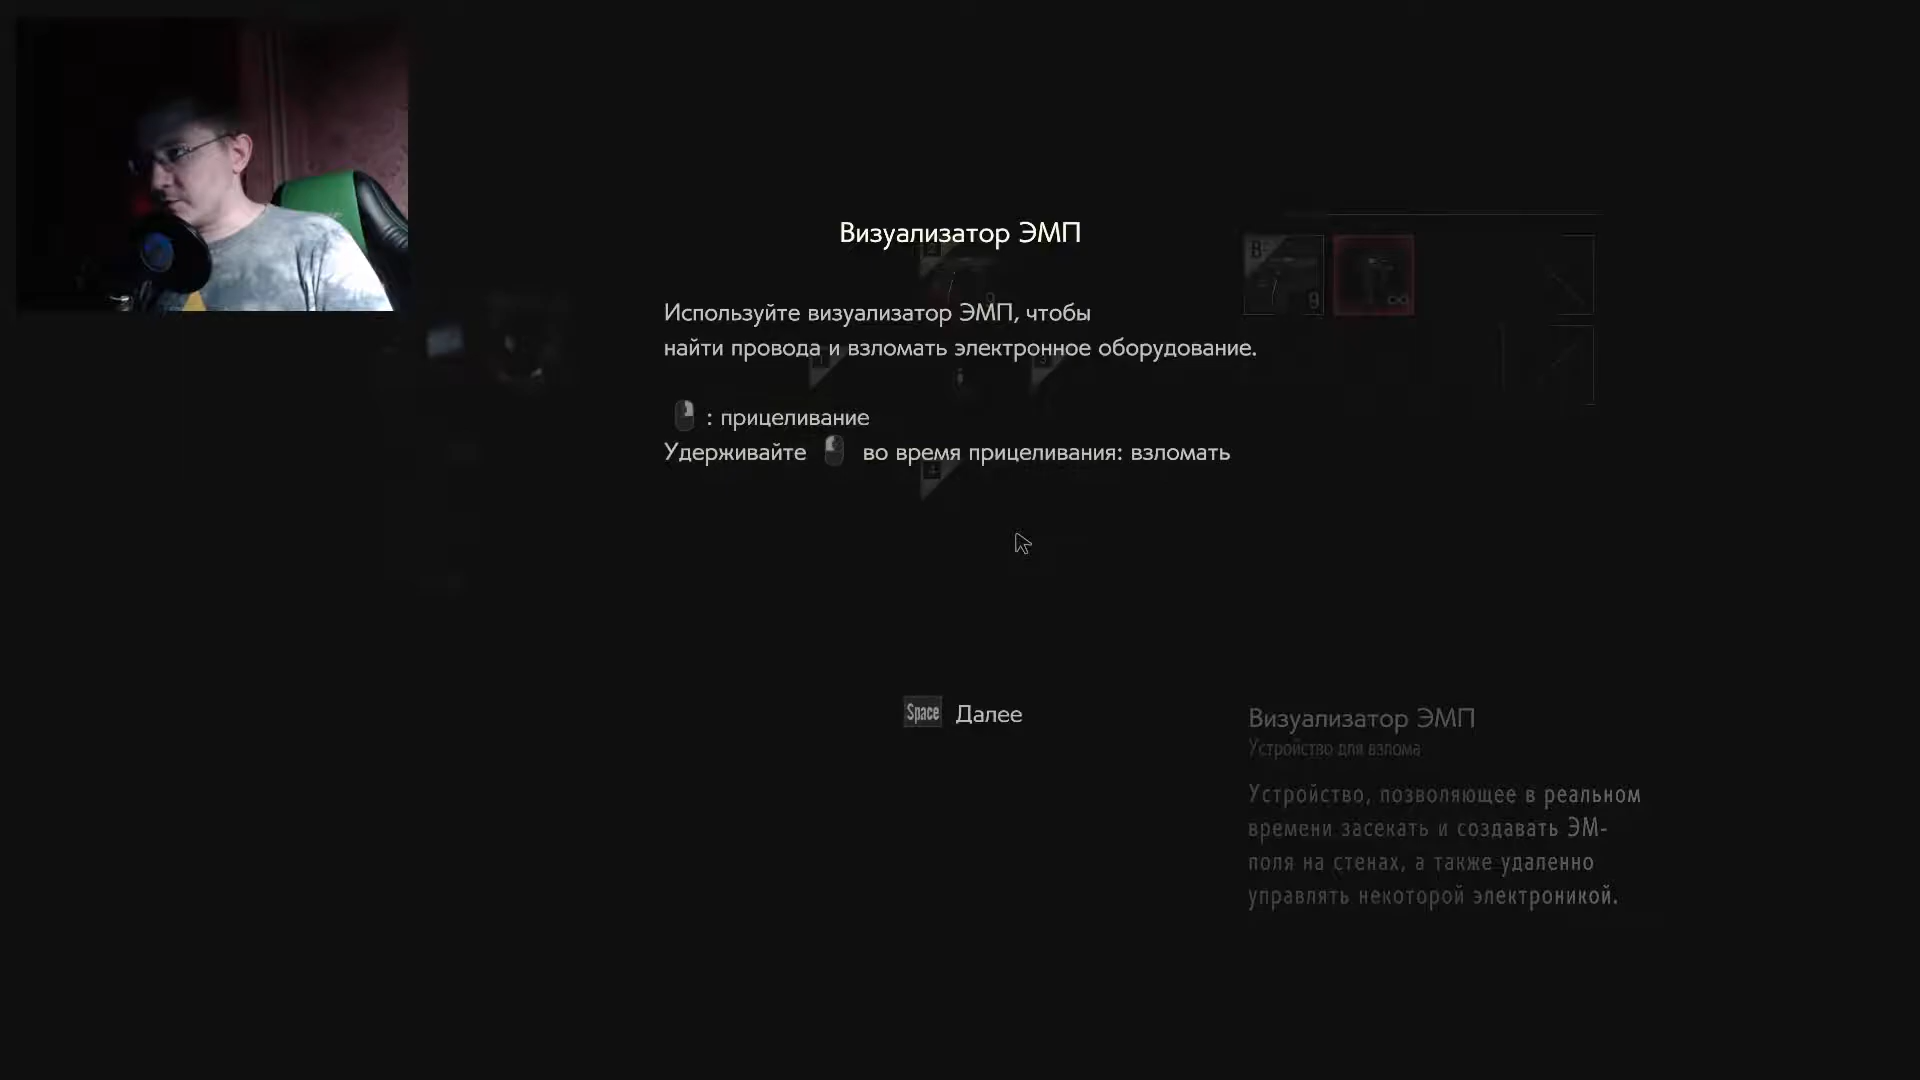 Визуализатор ЭМП
Используйте визуализатор ЭМП, чтобы
найти провода и взломать электронное оборудование.
: прицеливание
Удерживайте во время прицеливания: взломать
B
9
∞
9
Space Далее
Визуализатор ЭМП
Устройство для взлома
Устройство, позволяющее в реальном
времени засекать и создавать ЭМ-
поля на стенах, а также удаленно
управлять некоторой электроникой.